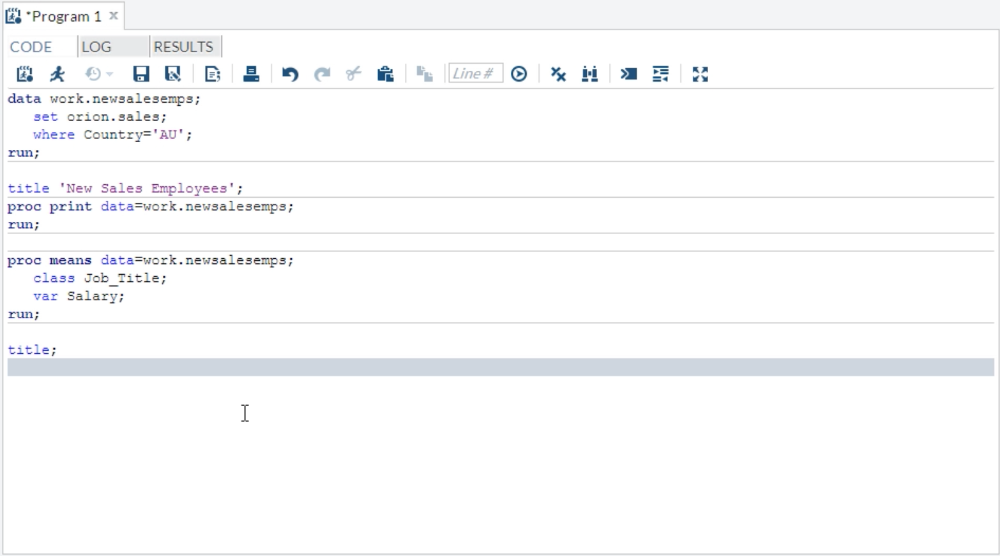 *Program 1 x
CODE LOG RESULTS
Line #
data work.newsalesemps;
   set orion.sales;
   where Country='AU';
run;

title 'New Sales Employees';
proc print data=work.newsalesemps;
run;

proc means data=work.newsalesemps;
   class Job_Title;
   var Salary;
run;

title;